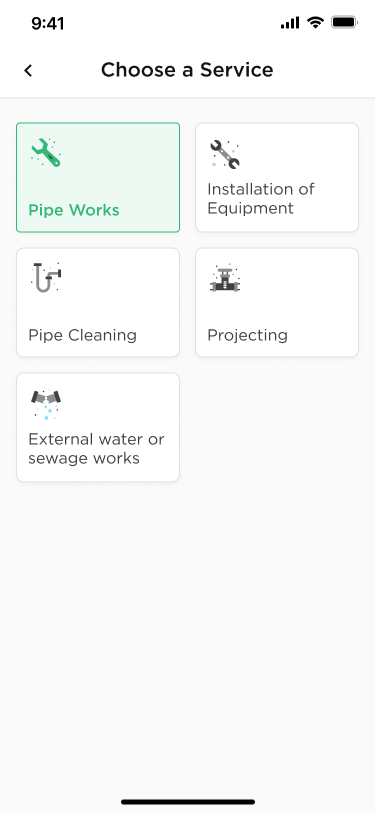 9:41
Choose a Service
Pipe Works
Installation of
Equipment
Pipe Cleaning
Projecting
External water or
sewage works